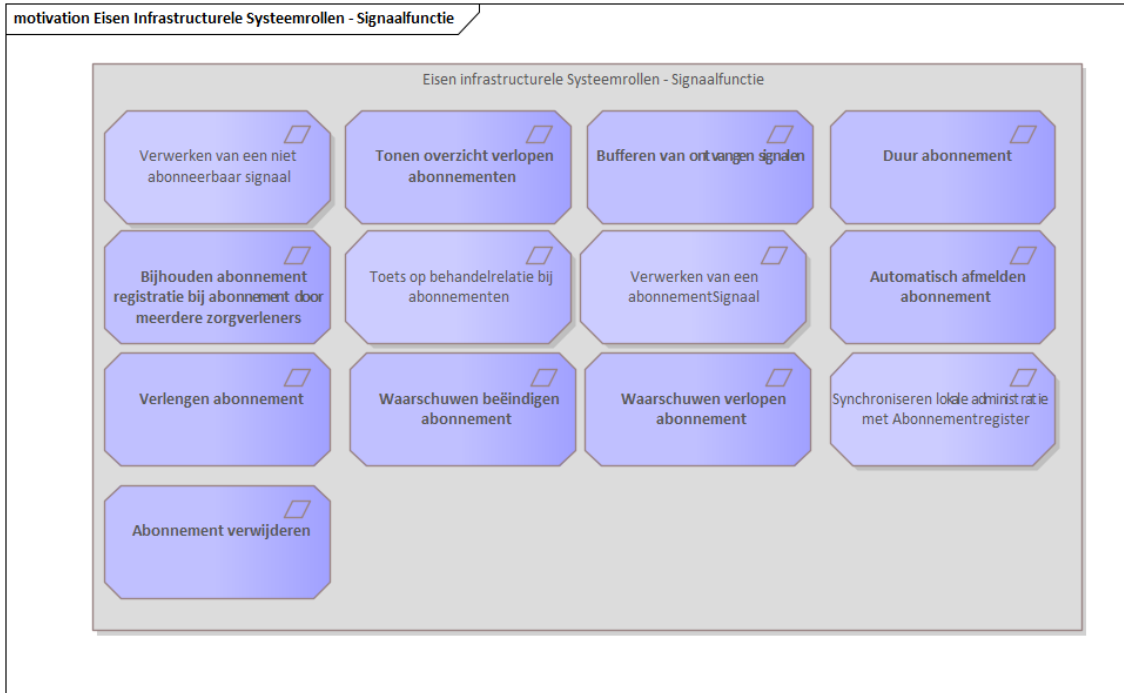 motivation Eisen Infrastructurele Systeemrollen - Signaalfunctie
Eisen infrastructurele Systeemrollen - Signaalfunctie
Verwerken van een niet
abonneerbaar signaal
Tonen overzicht verlopen
abonnementen
Bufferen van ontvangen signalen
Duur abonnement
Bijhouden abonnement
registratie bij abonnement door
meerdere zorgverleners
Toets op behandelrelatie bij
abonnementen
Verwerken van een
abonnementSignaal
Automatisch afmelden
abonnement
Verlengen abonnement
Waarschuwen beëindigen
abonnement
Waarschuwen verlopen
abonnement
Synchroniseren lokale administratie
met Abonnementregister
Abonnement verwijderen